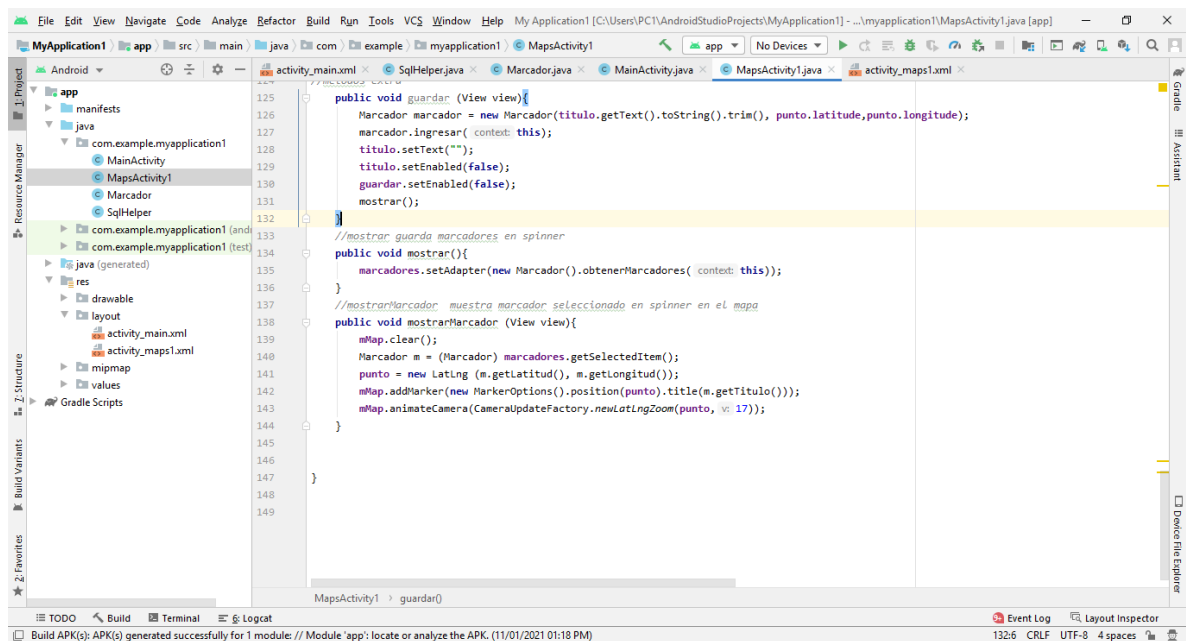 File Edit View Navigate Code Analyze Refactor Build Run Tools VCS Window Help My Application1 [C:\Users\PC1\AndroidStudioProjects\MyApplication1] - ...\myapplication1\MapsActivity1.java [app]
MyApplication1 app src main java com example myapplication1 MapsActivity1 app No Devices
Android
activity_main.xml SqlHelper.java Marcador.java MainActivity.java MapsActivity1.java activity_maps1.xml
1: Project
Resource Manager
Z: Structure
Build Variants
2: Favorites
app
manifests
java
com.example.myapplication1
MainActivity
MapsActivity1
Marcador
SqlHelper
com.example.myapplication1 (andr
com.example.myapplication1 (test)
java (generated)
res
drawable
layout
activity_main.xml
activity_maps1.xml
mipmap
values
Gradle Scripts
124 //metodos Extra
125 public void guardar (View view){
126 Marcador marcador = new Marcador(titulo.getText().toString().trim(), punto.latitude,punto.longitude);
127 marcador.ingresar( context: this);
128 titulo.setText("");
129 titulo.setEnabled(false);
130 guardar.setEnabled(false);
131 mostrar();
132 }
133 //mostrar guarda marcadores en spinner
134 public void mostrar(){
135 marcadores.setAdapter(new Marcador().obtenerMarcadores( context: this));
136 }
137 //mostrarMarcador muestra marcador seleccionado en spinner en el mapa
138 public void mostrarMarcador (View view){
139 mMap.clear();
140 Marcador m = (Marcador) marcadores.getSelectedItem();
141 punto = new LatLng (m.getLatitud(), m.getLongitud());
142 mMap.addMarker(new MarkerOptions().position(punto).title(m.getTitulo()));
143 mMap.animateCamera(CameraUpdateFactory.newLatLngZoom(punto, v: 17));
144 }
145
146
147 }
148
149
MapsActivity1 > guardar()
Gradle
Assistant
Device File Explorer
TODO Build Terminal 6: Logcat Event Log Layout Inspector
Build APK(s): APK(s) generated successfully for 1 module: // Module 'app': locate or analyze the APK. (11/01/2021 01:18 PM) 132:6 CRLF UTF-8 4 spaces